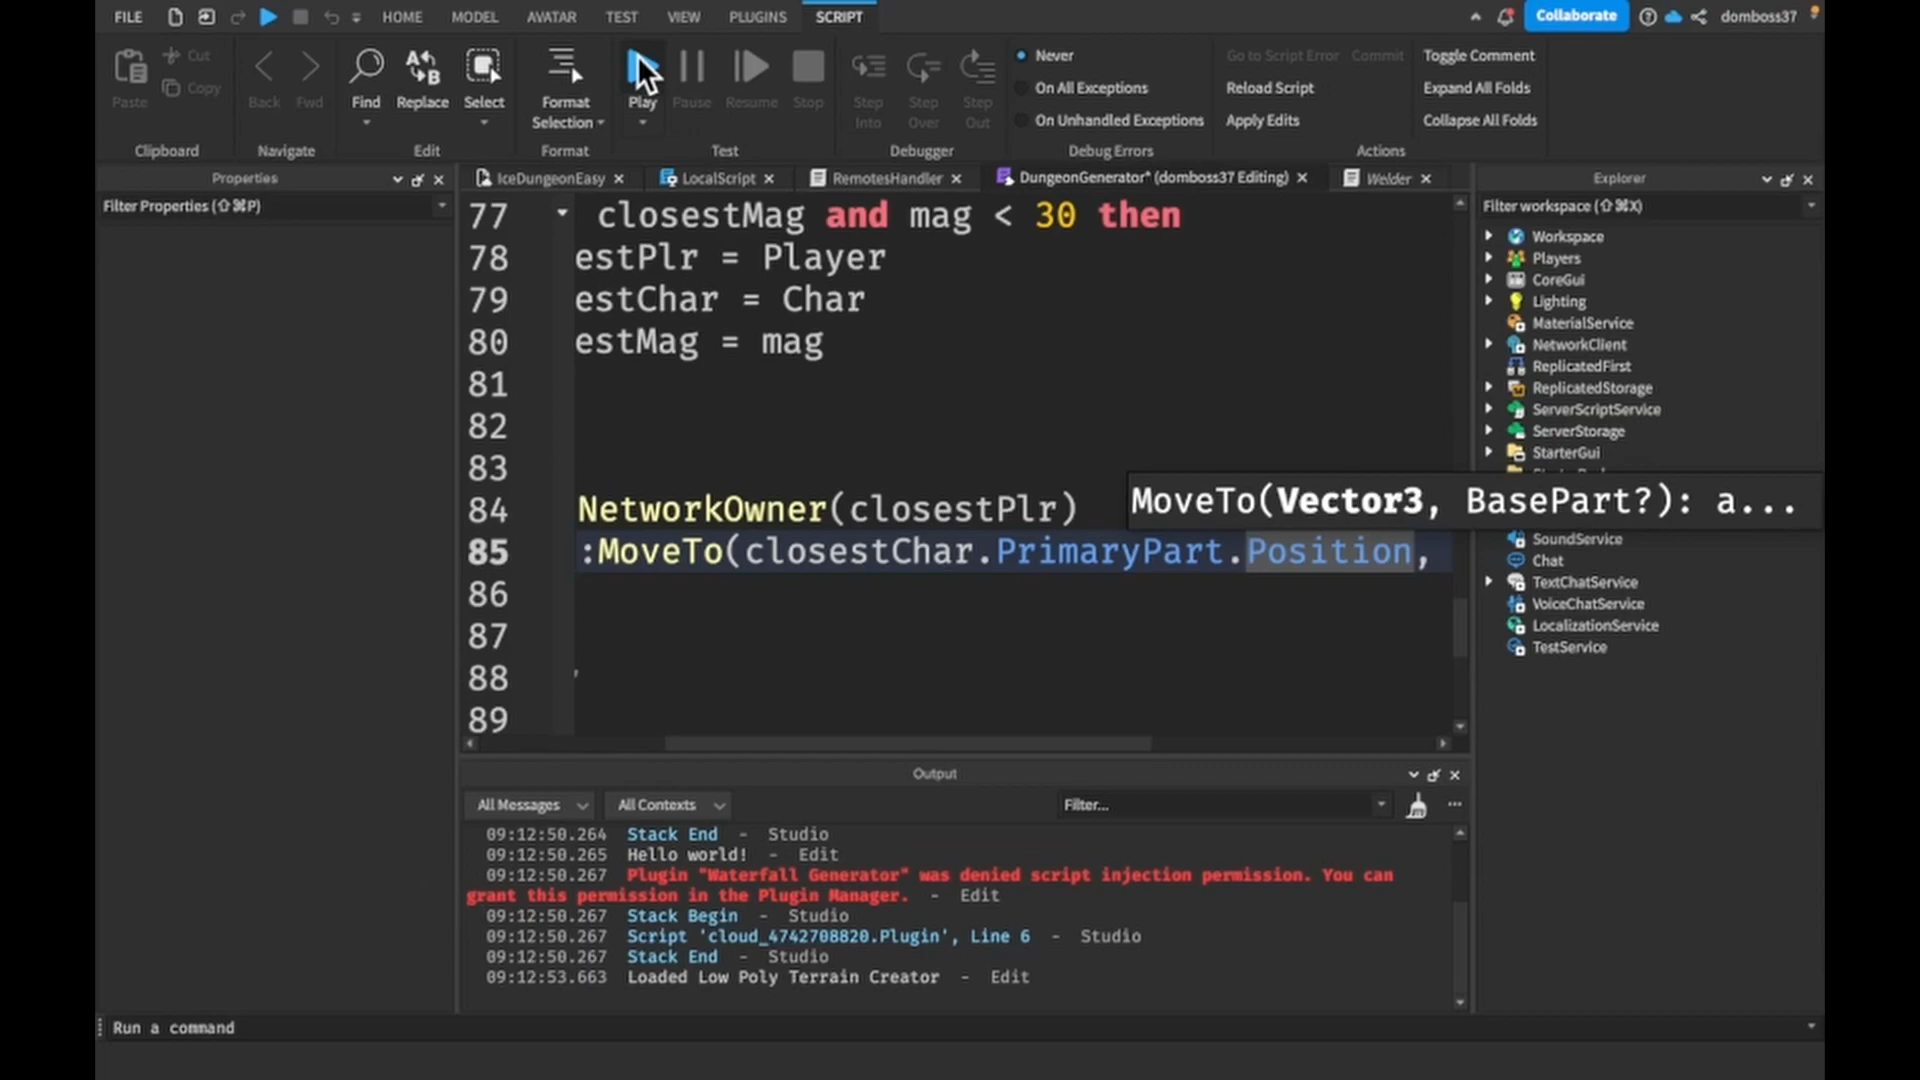 FILE HOME MODEL AVATAR TEST VIEW PLUGINS SCRIPT Collaborate domboss37
Paste Cut Copy
Clipboard
Back Fwd
Navigate
Find Replace Select
Edit
Format Selection
Format
Play Pause Resume Stop
Test
Step Into Step Over Step Out
Debugger
Never
On All Exceptions
On Unhandled Exceptions
Debug Errors
Go to Script Error Commit Toggle Comment
Reload Script Expand All Folds
Apply Edits Collapse All Folds
Actions
Properties
Filter Properties (⇧⌘P)
IceDungeonEasy LocalScript RemotesHandler DungeonGenerator* (domboss37 Editing) Welder
77 closestMag and mag < 30 then
78 estPlr = Player
79 estChar = Char
80 estMag = mag
81
82
83
84 NetworkOwner(closestPlr)
MoveTo(Vector3, BasePart?): a...
85 :MoveTo(closestChar.PrimaryPart.Position,
86
87
88
89
Explorer
Filter workspace (⇧⌘X)
Workspace
Players
CoreGui
Lighting
MaterialService
NetworkClient
ReplicatedFirst
ReplicatedStorage
ServerScriptService
ServerStorage
StarterGui
SoundService
Chat
TextChatService
VoiceChatService
LocalizationService
TestService
Output
All Messages All Contexts Filter...
09:12:50.264 Stack End - Studio
09:12:50.265 Hello world! - Edit
09:12:50.267 Plugin "Waterfall Generator" was denied script injection permission. You can
grant this permission in the Plugin Manager. - Edit
09:12:50.267 Stack Begin - Studio
09:12:50.267 Script 'cloud_4742708820.Plugin', Line 6 - Studio
09:12:50.267 Stack End - Studio
09:12:53.663 Loaded Low Poly Terrain Creator - Edit
Run a command